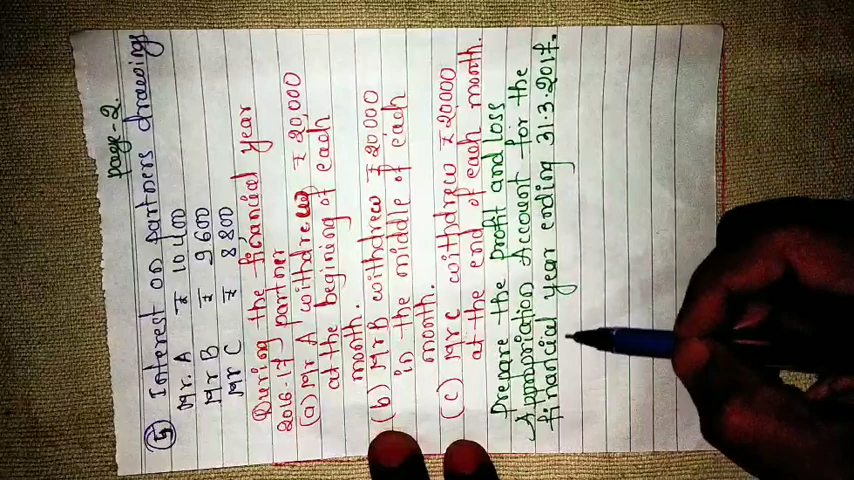 page-2.
(5) Interest on partners drawings
Mr. A ₹ 10400
Mr B ₹ 9600
Mr C ₹ 8,800
During the financial year
2016-17 partner
(a) Mr A withdrew ₹ 20,000
at the begining of each
month.
(b) Mr B withdrew ₹ 20000
in the middle of each
month.
(c) Mr C withdrew ₹ 20000
at the end of each month.
Prepare the profit and loss
Appropriation Account for the
financial year ending 31.3.2017.